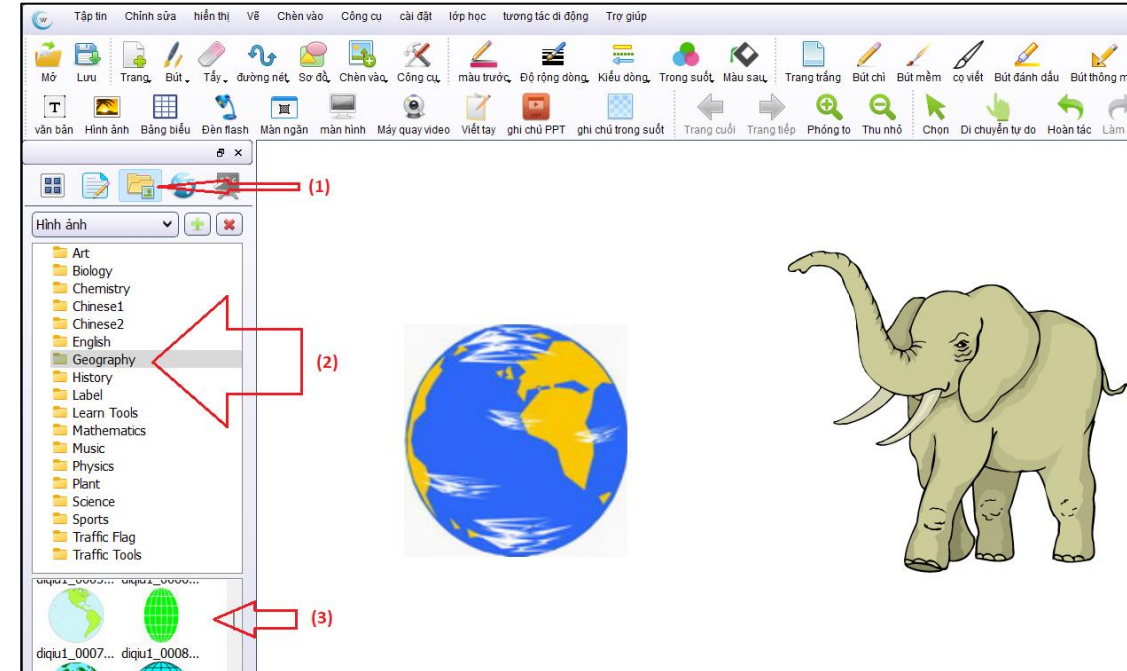 Tập tin Chỉnh sửa hiển thị Vẽ Chèn vào Công cụ cài đặt lớp học tương tác di động Trợ giúp
Mở Lưu Trang Bút Tẩy đường nét Sơ đồ Chèn vào Công cụ màu trước Độ rộng dòng Kiểu dòng Trong suốt Màu sau Trang trắng Bút chì Bút mềm cọ viết Bút đánh dấu Bút thông m
văn bản Hình ảnh Bảng biểu Đèn flash Màn ngăn màn hình Máy quay video Viết tay ghi chú PPT ghi chú trong suốt Trang cuối Trang tiếp Phóng to Thu nhỏ Chọn Di chuyển tự do Hoàn tác Làm
(1)
Hình ảnh
Art
Biology
Chemistry
Chinese1
Chinese2
English
Geography
(2)
History
Label
Learn Tools
Mathematics
Music
Physics
Plant
Science
Sports
Traffic Flag
Traffic Tools
diqiu1_0005... diqiu1_0006...
(3)
diqiu1_0007... diqiu1_0008...